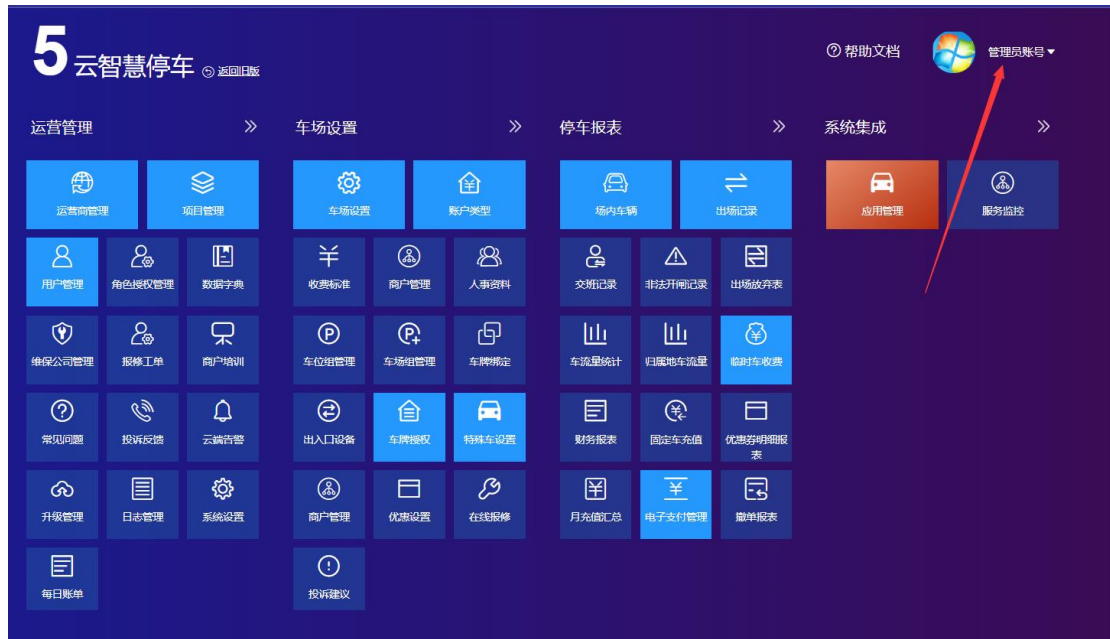 5云智慧停车 返回旧版
帮助文档
管理员账号
运营管理
运营商管理
项目管理
用户管理
角色授权管理
数据字典
维保公司管理
报修工单
商户培训
常见问题
投诉反馈
云端告警
升级管理
日志管理
系统设置
每日账单
车场设置
车场设置
账户类型
收费标准
商户管理
人事资料
车位组管理
车场组管理
车牌绑定
出入口设备
车牌授权
特殊车设置
商户管理
优惠设置
在线报修
投诉建议
停车报表
场内车辆
出场记录
交班记录
非法开闸记录
出场放弃表
车流量统计
归属地车流量
临时车收费
财务报表
固定车充值
优惠券明细报
表
月充值汇总
电子支付管理
撤单报表
系统集成
应用管理
服务监控